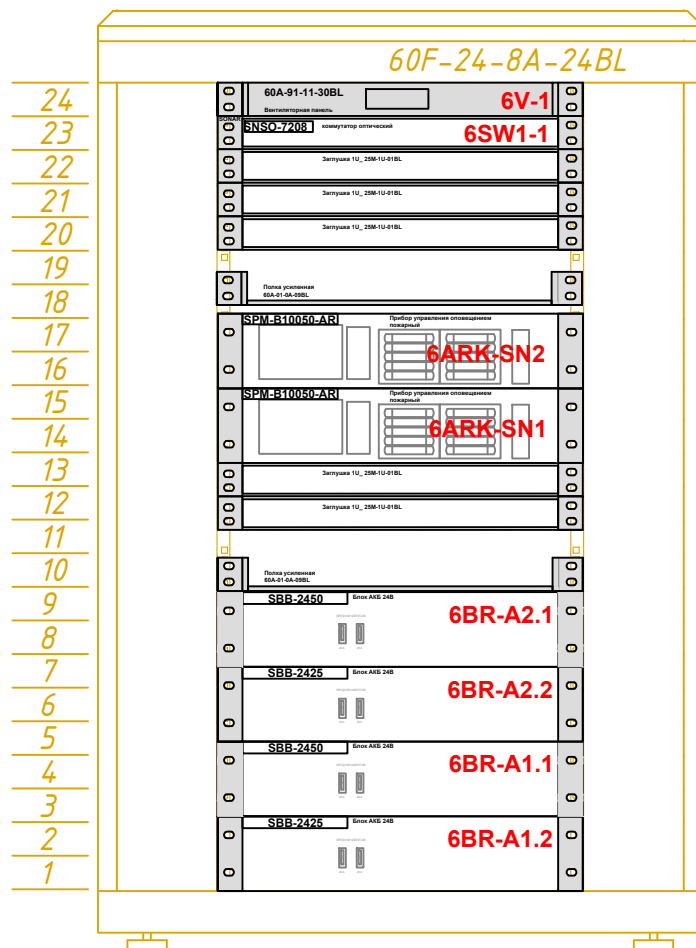 60F-24-8A-24BL
24
60A-91-11-30BL
Вентиляторная панель
6V-1
23
SONAR
SNSO-7208
коммутатор оптический
6SW1-1
22
Заглушка 1U_ 25M-1U-01BL
21
Заглушка 1U_ 25M-1U-01BL
20
Заглушка 1U_ 25M-1U-01BL
19
18
Полка усиленная
60A-01-0A-09BL
17
SPM-B10050-AR
Прибор управления оповещением
пожарный
6ARK-SN2
16
15
SPM-B10050-AR
Прибор управления оповещением
пожарный
6ARK-SN1
14
13
Заглушка 1U_ 25M-1U-01BL
12
Заглушка 1U_ 25M-1U-01BL
11
10
Полка усиленная
60A-01-0A-09BL
9
SBB-2450
Блок АКБ 24В
6BR-A2.1
8
7
SBB-2425
Блок АКБ 24В
6BR-A2.2
6
5
SBB-2450
Блок АКБ 24В
6BR-A1.1
4
3
2
SBB-2425
Блок АКБ 24В
6BR-A1.2
1